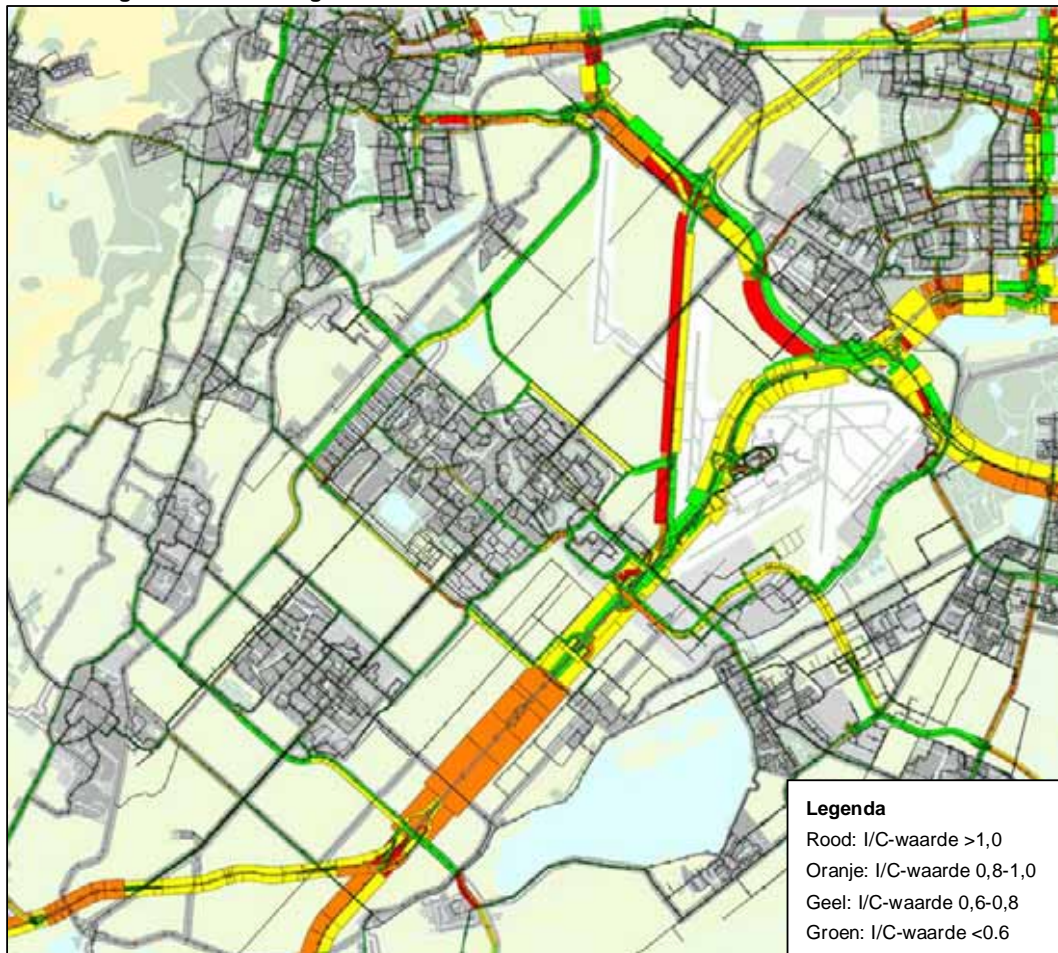 Legenda
Rood: I/C-waarde >1,0
Oranje: I/C-waarde 0,8-1,0
Geel: I/C-waarde 0,6-0,8
Groen: I/C-waarde <0.6